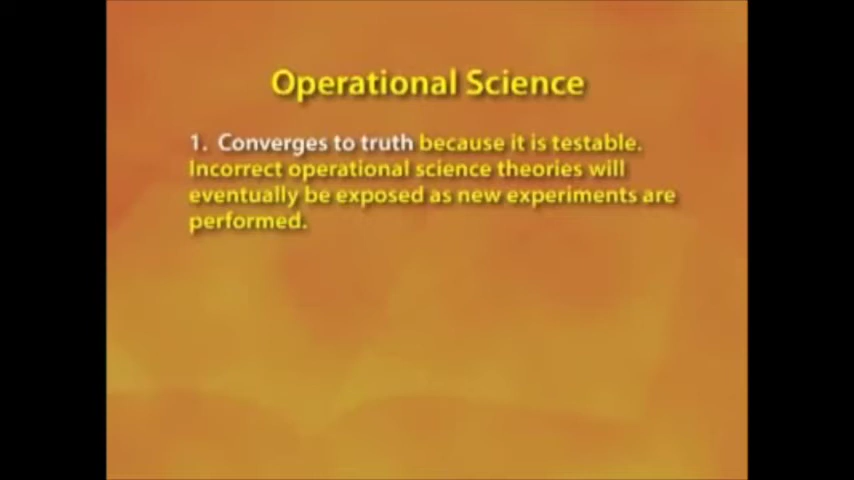 Operational Science
1. Converges to truth because it is testable.
Incorrect operational science theories will
eventually be exposed as new experiments are
performed.